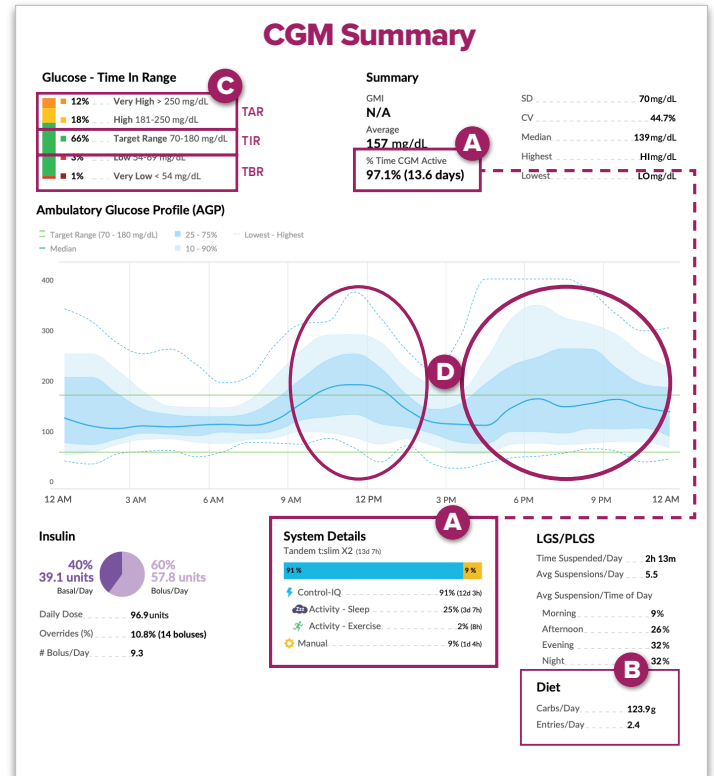 CGM Summary
Glucose - Time In Range
C
12% Very High > 250 mg/dL
18% High 181-250 mg/dL
TAR
66% Target Range 70-180 mg/dL
TIR
3% Low 54-69 mg/dL
1% Very Low < 54 mg/dL
TBR
Summary
GMI
N/A
Average
157 mg/dL
A
% Time CGM Active
97.1% (13.6 days)
SD 70 mg/dL
CV 44.7%
Median 139 mg/dL
Highest HI mg/dL
Lowest LO mg/dL
Ambulatory Glucose Profile (AGP)
Target Range (70 - 180 mg/dL) 25 - 75% Lowest - Highest
Median 10 - 90%
400
300
200
100
0
D
12 AM 3 AM 6 AM 9 AM 12 PM 3 PM 6 PM 9 PM 12 AM
Insulin
40% 60%
39.1 units 57.8 units
Basal/Day Bolus/Day
Daily Dose 96.9 units
Overrides (%) 10.8% (14 boluses)
# Bolus/Day 9.3
A
System Details
Tandem t:slim X2 (13d 7h)
91% 9%
Control-IQ 91% (12d 3h)
Zzz Activity - Sleep 25% (3d 7h)
Activity - Exercise 2% (8h)
Manual 9% (1d 4h)
LGS/PLGS
Time Suspended/Day 2h 13m
Avg Suspensions/Day 5.5
Avg Suspension/Time of Day
Morning 9%
Afternoon 26%
Evening 32%
Night 32%
B
Diet
Carbs/Day 123.9g
Entries/Day 2.4